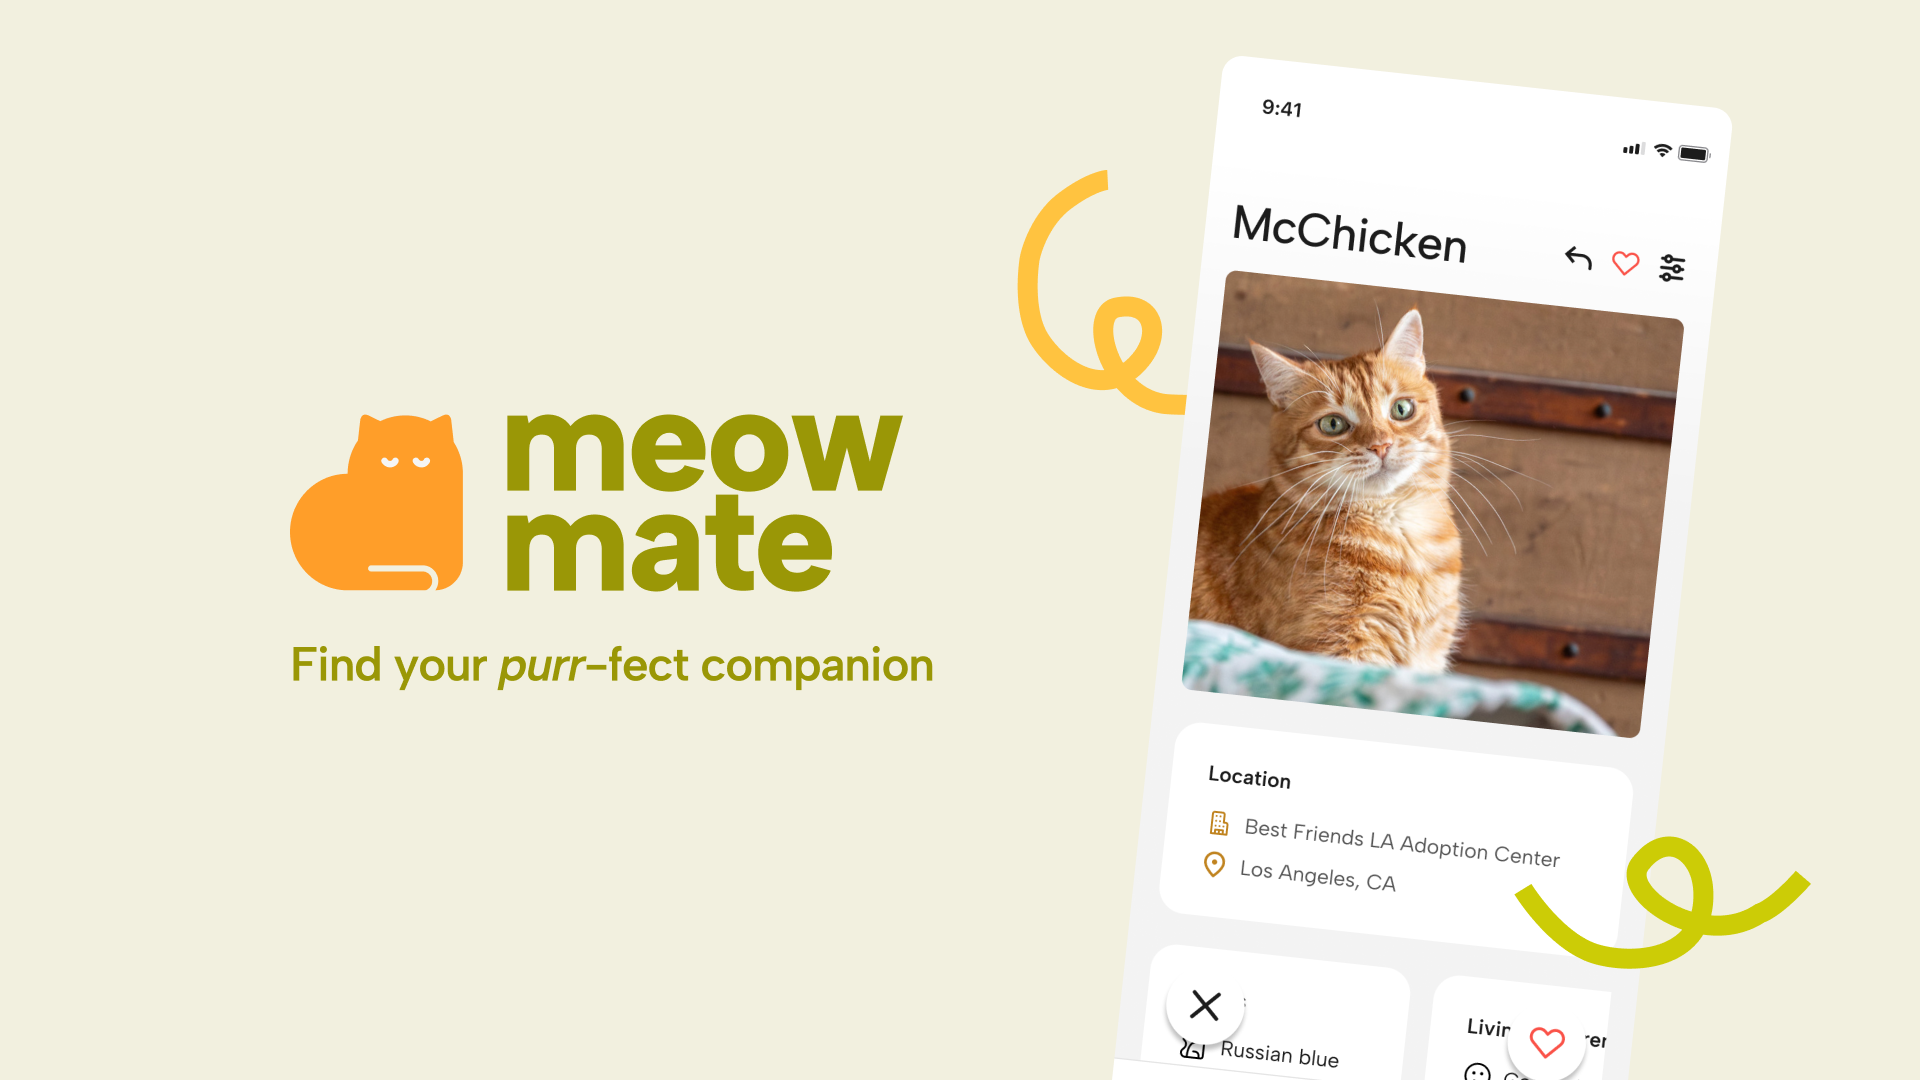 meow
mate
Find your purr-fect companion
9:41
McChicken
Location
Best Friends LA Adoption Center
Los Angeles, CA
Russian blue